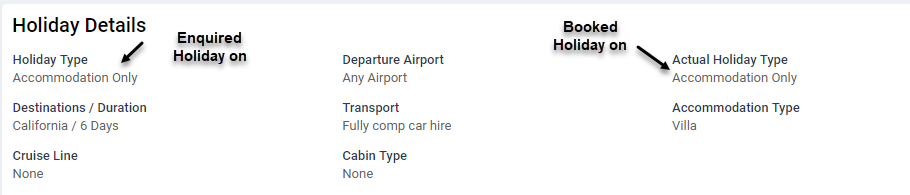 Holiday Details
Enquired
Holiday on
Booked
Holiday on
Holiday Type
Accommodation Only
Departure Airport
Any Airport
Actual Holiday Type
Accommodation Only
Destinations / Duration
California / 6 Days
Transport
Fully comp car hire
Accommodation Type
Villa
Cruise Line
None
Cabin Type
None